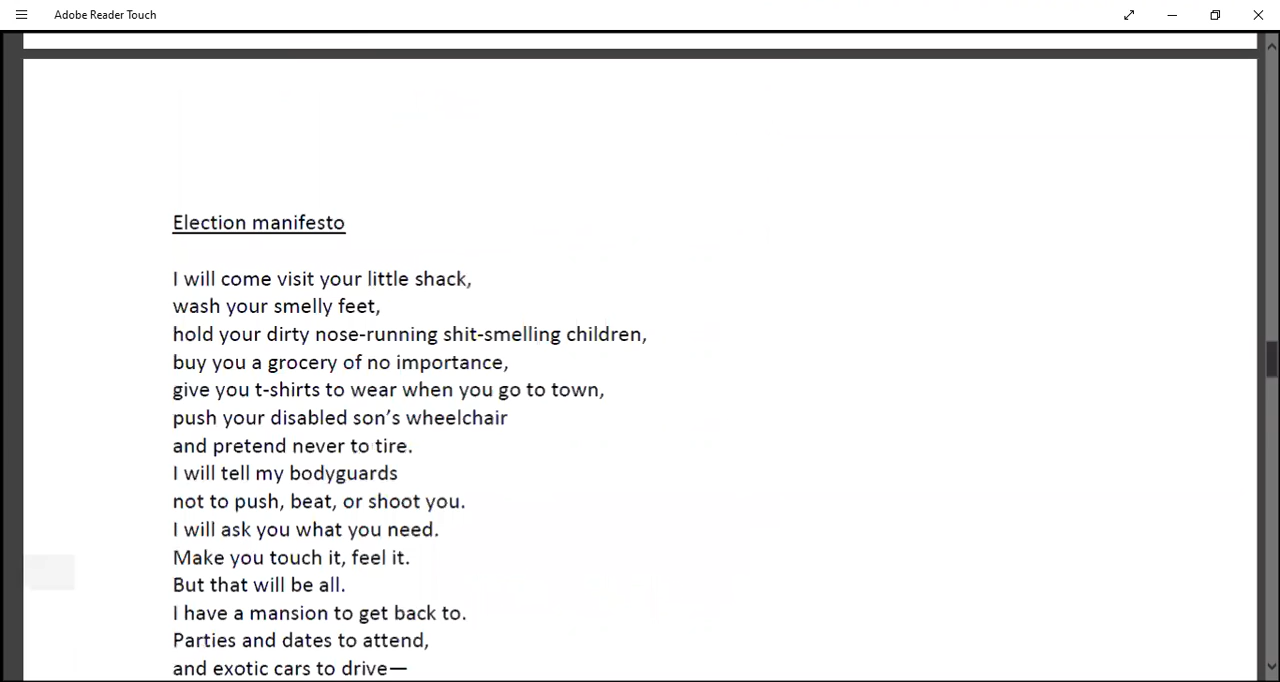 Adobe Reader Touch
Election manifesto
I will come visit your little shack,
wash your smelly feet,
hold your dirty nose-running shit-smelling children,
buy you a grocery of no importance,
give you t-shirts to wear when you go to town,
push your disabled son’s wheelchair
and pretend never to tire.
I will tell my bodyguards
not to push, beat, or shoot you.
I will ask you what you need.
Make you touch it, feel it.
But that will be all.
I have a mansion to get back to.
Parties and dates to attend,
and exotic cars to drive—